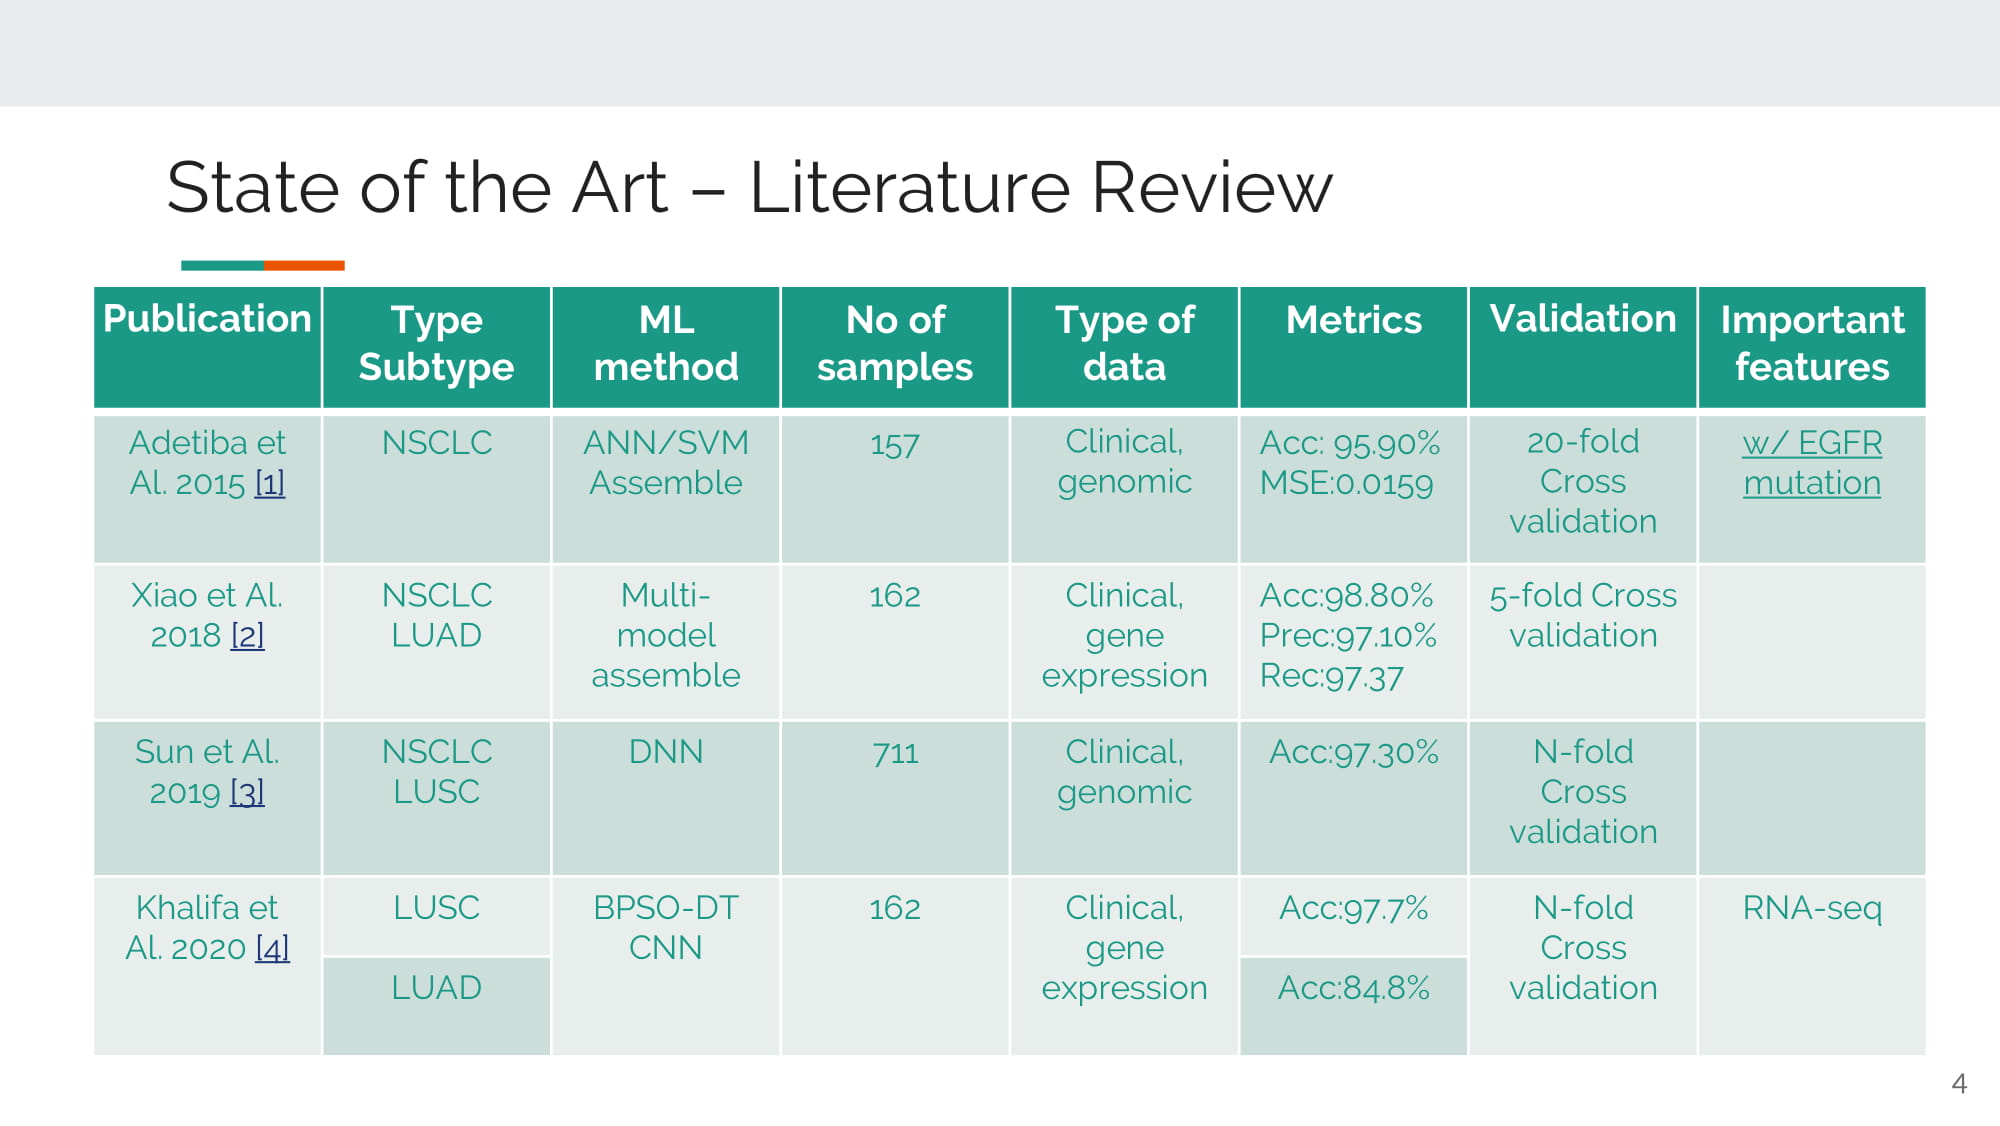 State of the Art – Literature Review
Publication
Type
Subtype
ML
method
No of
samples
Type of
data
Metrics
Validation
Important
features
Adetiba et
Al. 2015 [1]
NSCLC
ANN/SVM
Assemble
157
Clinical,
genomic
Acc: 95.90%
MSE:0.0159
20-fold
Cross
validation
w/ EGFR
mutation
Xiao et Al.
2018 [2]
NSCLC
LUAD
Multi-
model
assemble
162
Clinical,
gene
expression
Acc:98.80%
Prec:97.10%
Rec:97.37
5-fold Cross
validation
Sun et Al.
2019 [3]
NSCLC
LUSC
DNN
711
Clinical,
genomic
Acc:97.30%
N-fold
Cross
validation
Khalifa et
Al. 2020 [4]
LUSC
BPSO-DT
CNN
162
Clinical,
gene
expression
Acc:97.7%
N-fold
Cross
validation
RNA-seq
LUAD
Acc:84.8%
4